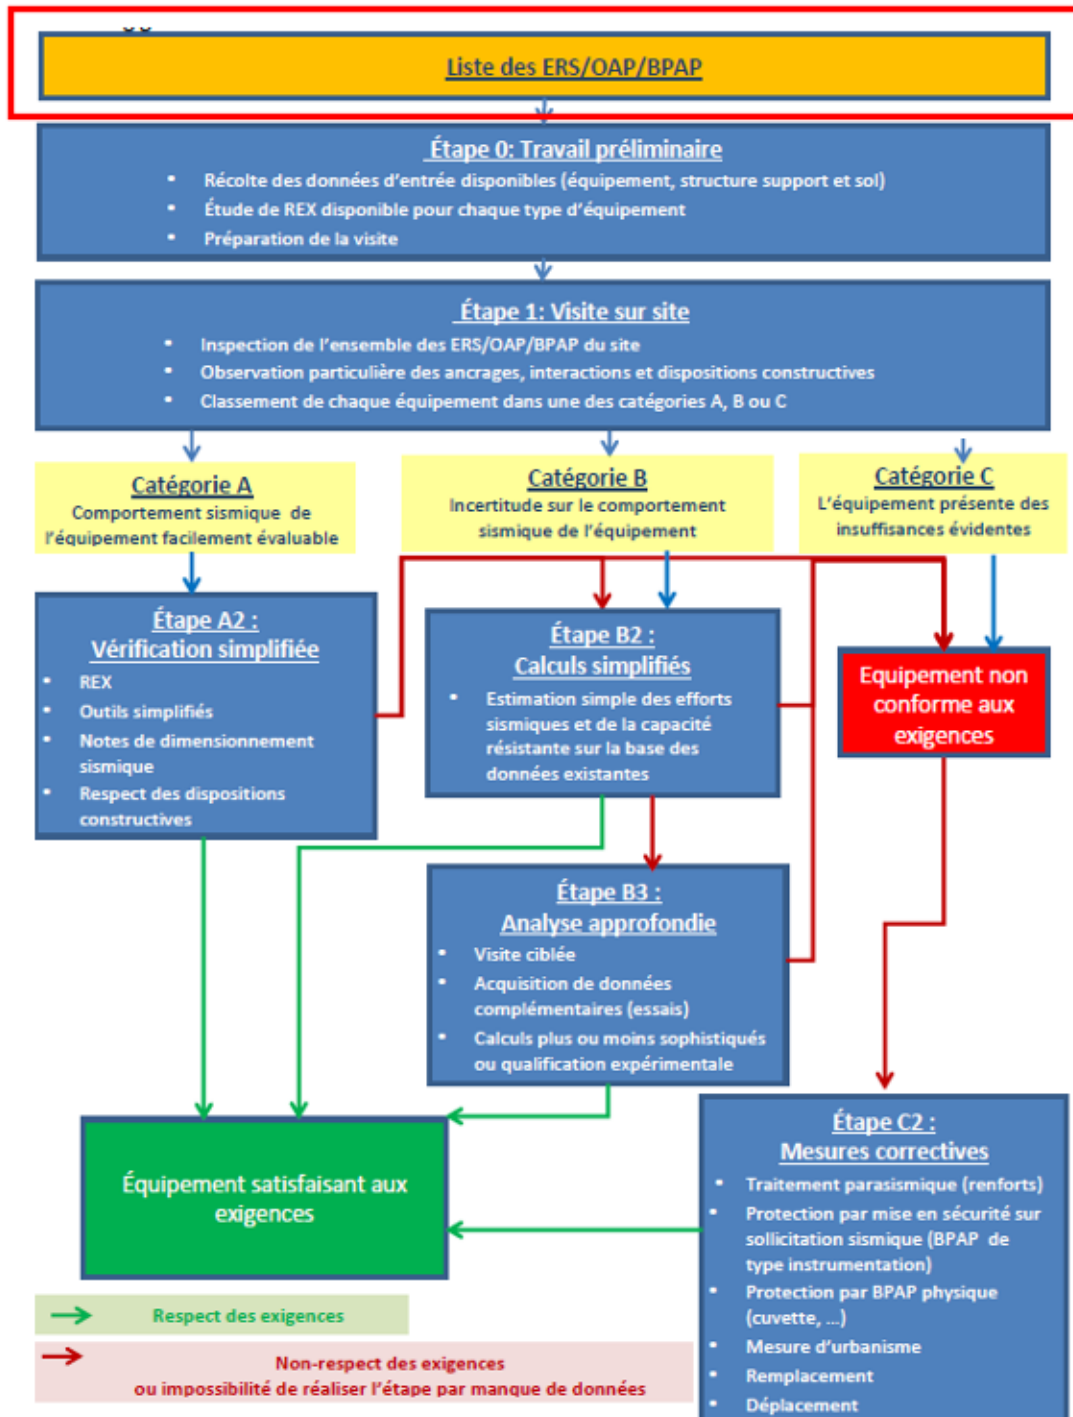 Liste des ERS/OAP/BPAP
Étape 0: Travail préliminaire
• Récolte des données d'entrée disponibles (équipement, structure support et sol)
• Étude de REX disponible pour chaque type d'équipement
• Préparation de la visite
Étape 1: Visite sur site
• Inspection de l'ensemble des ERS/OAP/BPAP du site
• Observation particulière des ancrages, interactions et dispositions constructives
• Classement de chaque équipement dans une des catégories A, B ou C
Catégorie A
Comportement sismique de
l'équipement facilement évaluable
Catégorie B
Incertitude sur le comportement
sismique de l'équipement
Catégorie C
L'équipement présente des
insuffisances évidentes
Étape A2 :
Vérification simplifiée
• REX
• Outils simplifiés
• Notes de dimensionnement
sismique
• Respect des dispositions
constructives
Étape B2 :
Calculs simplifiés
• Estimation simple des efforts
sismiques et de la capacité
résistante sur la base des
données existantes
Equipement non
conforme aux
exigences
Étape B3 :
Analyse approfondie
• Visite ciblée
• Acquisition de données
complémentaires (essais)
• Calculs plus ou moins sophistiqués
ou qualification expérimentale
Équipement satisfaisant aux
exigences
Étape C2 :
Mesures correctives
• Traitement parasismique (renforts)
• Protection par mise en sécurité sur
sollicitation sismique (BPAP de
type instrumentation)
• Protection par BPAP physique
(cuvette, ...)
• Mesure d'urbanisme
• Remplacement
• Déplacement
Respect des exigences
Non-respect des exigences
ou impossibilité de réaliser l'étape par manque de données